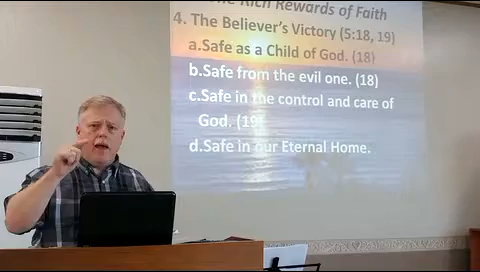 The Rich Rewards of Faith
4. The Believer's Victory (5:18, 19)
a.Safe as a Child of God. (18)
b.Safe from the evil one. (18)
c.Safe in the control and care of
God. (19)
d.Safe in our Eternal Home.